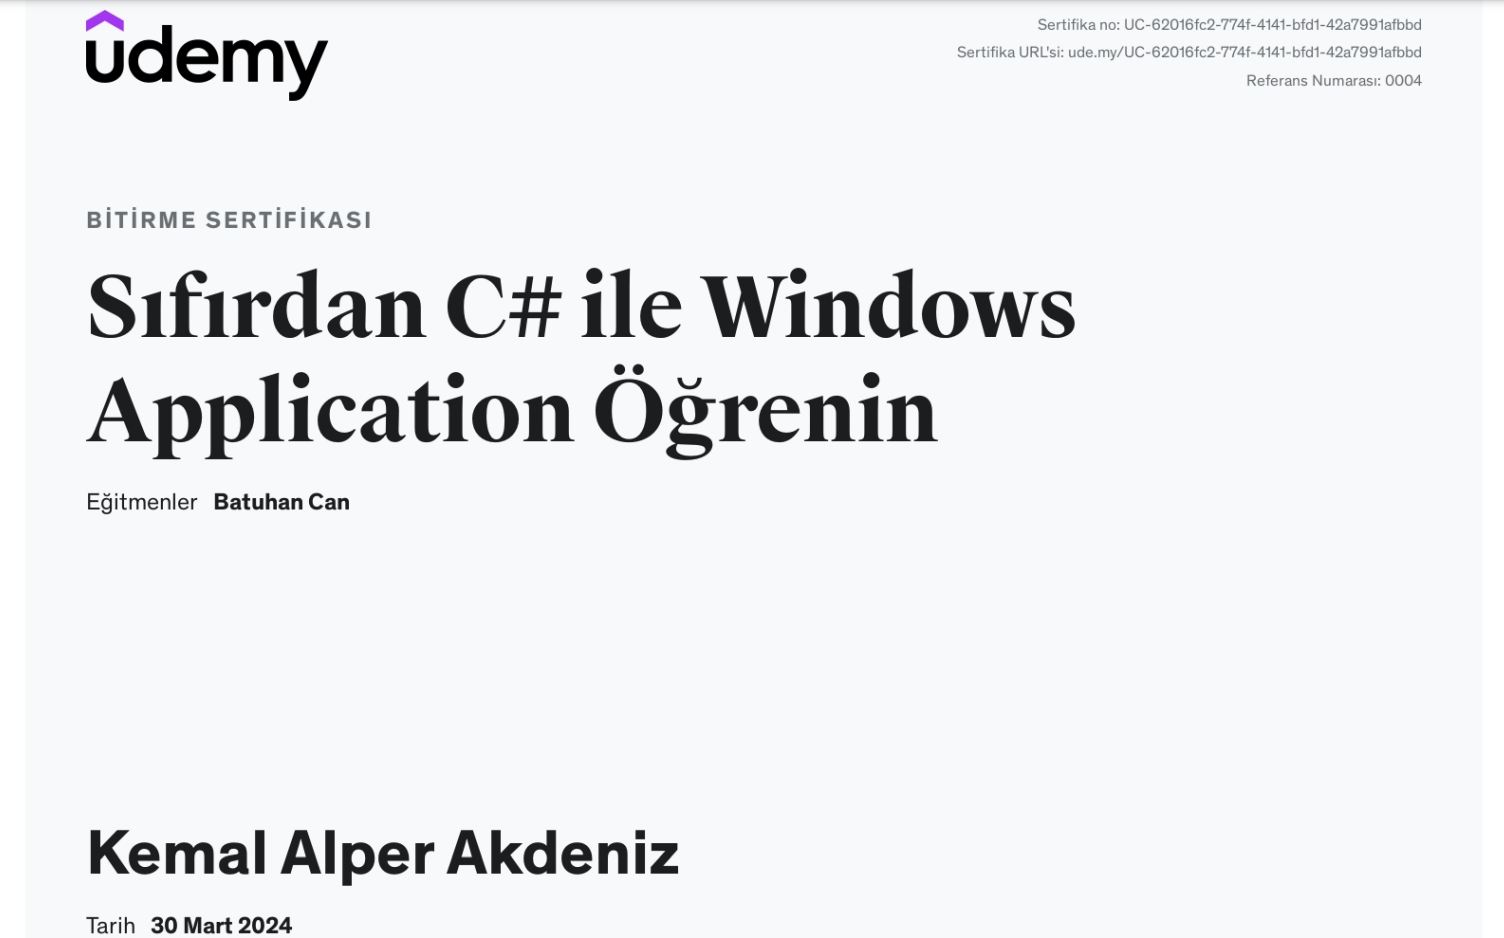 udemy
Sertifika no: UC-62016fc2-774f-4141-bfd1-42a7991afbbd
Sertifika URL'si: ude.my/UC-62016fc2-774f-4141-bfd1-42a7991afbbd
Referans Numarası: 0004
BİTİRME SERTİFİKASI
Sıfırdan C# ile Windows
Application Öğrenin
Eğitmenler Batuhan Can
Kemal Alper Akdeniz
Tarih 30 Mart 2024